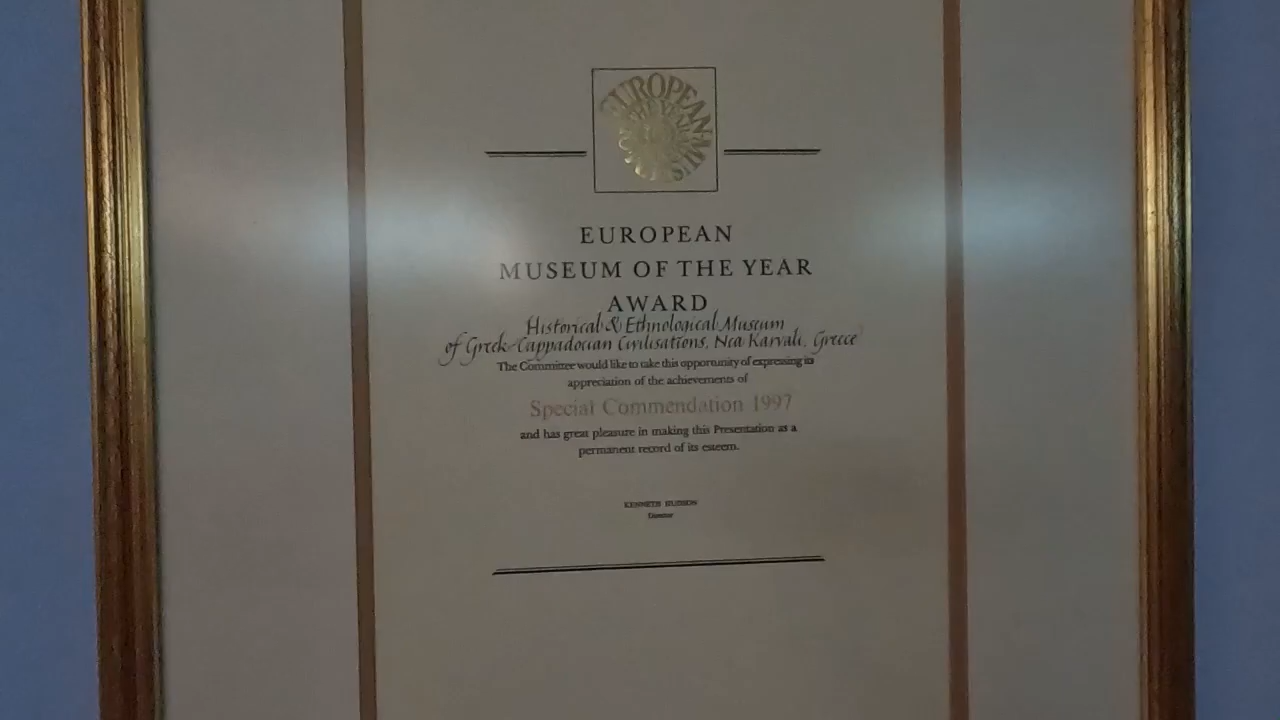 EUROPEAN MUS
EUROPEAN
MUSEUM OF THE YEAR
AWARD
Historical & Ethnological Museum
of Greek-Cappadocian Civilisations, Nea Karvali, Greece
The Committee would like to take this opportunity of expressing its
appreciation of the achievements of
Special Commendation 1997
and has great pleasure in making this Presentation as a
permanent record of its esteem.
KENNETH HUDSON
Director